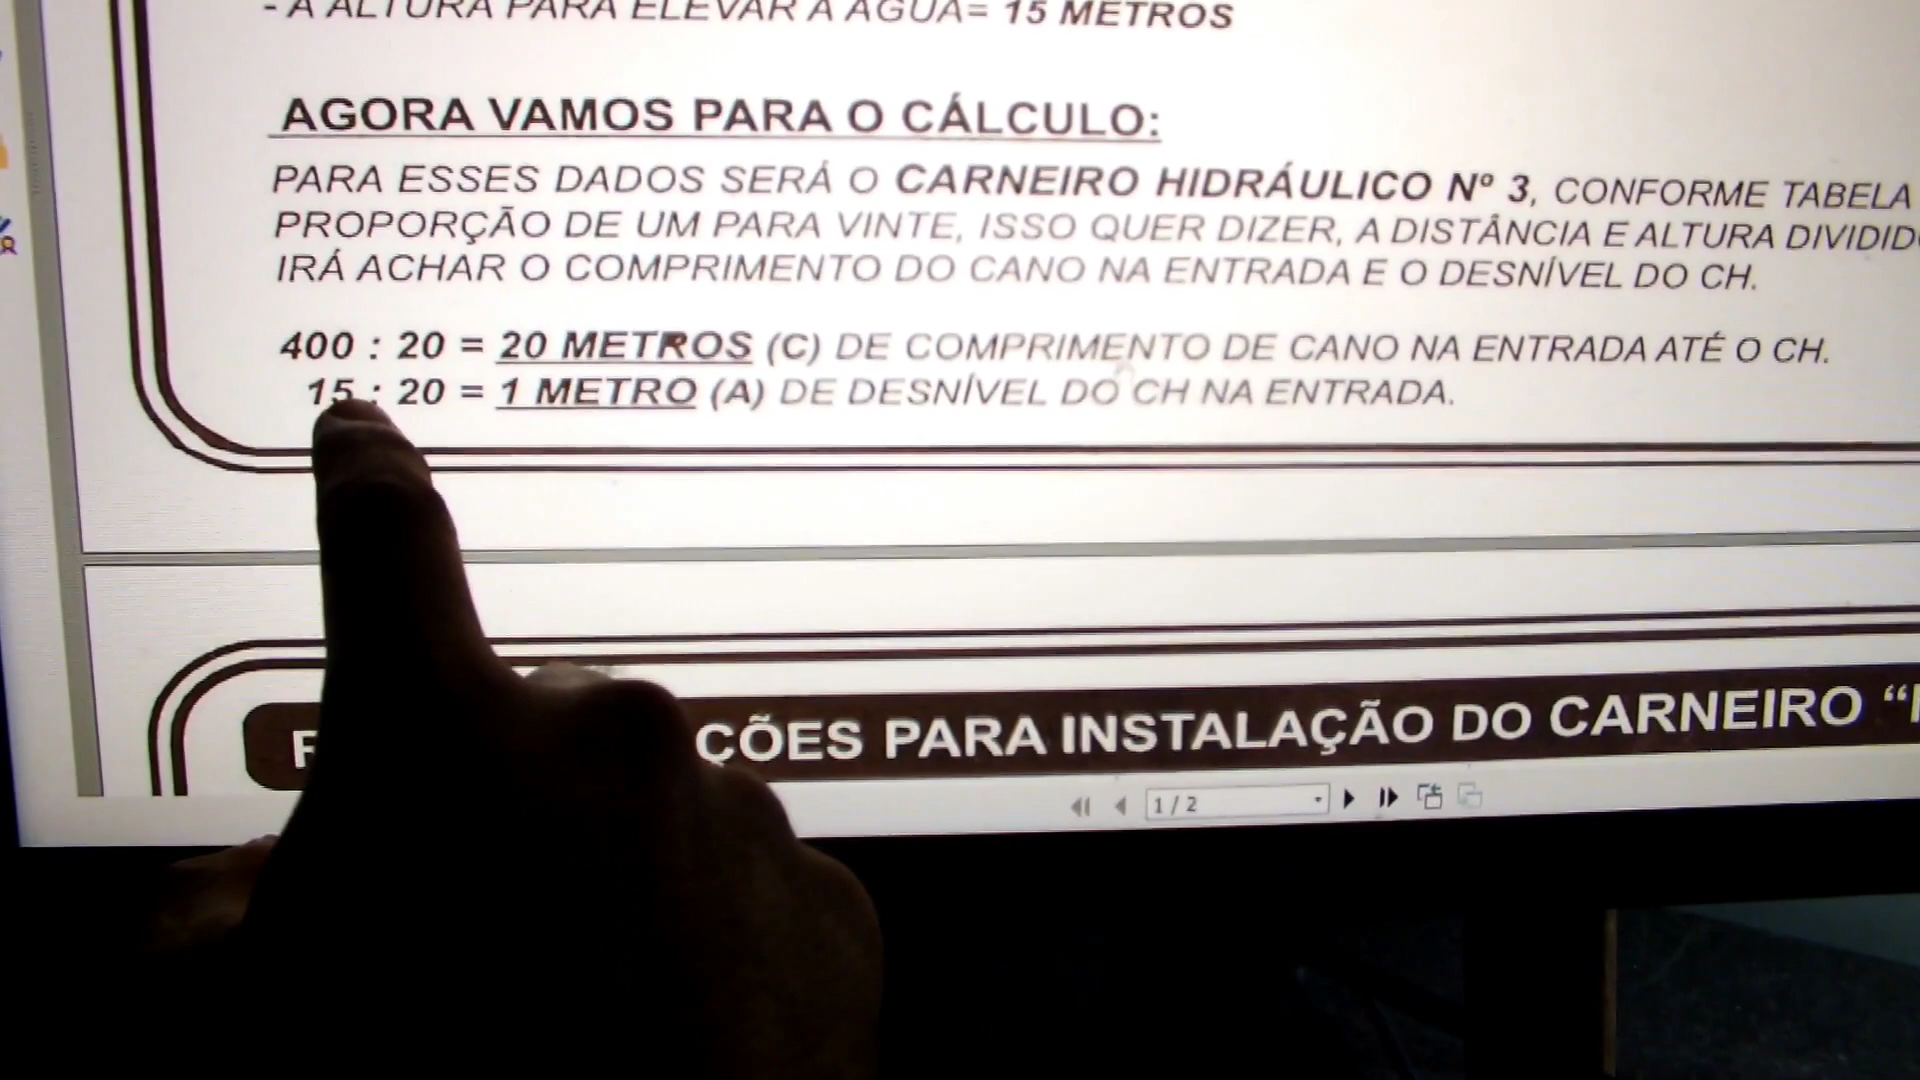 - A ALTURA PARA ELEVAR A ÁGUA= 15 METROS
AGORA VAMOS PARA O CÁLCULO:
PARA ESSES DADOS SERÁ O CARNEIRO HIDRÁULICO Nº 3, CONFORME TABELA
PROPORÇÃO DE UM PARA VINTE, ISSO QUER DIZER, A DISTÂNCIA E ALTURA DIVIDID
IRÁ ACHAR O COMPRIMENTO DO CANO NA ENTRADA E O DESNÍVEL DO CH.
400 : 20 = 20 METROS (C) DE COMPRIMENTO DE CANO NA ENTRADA ATÉ O CH.
15 : 20 = 1 METRO (A) DE DESNÍVEL DO CH NA ENTRADA.
ÇÕES PARA INSTALAÇÃO DO CARNEIRO “
1 / 2